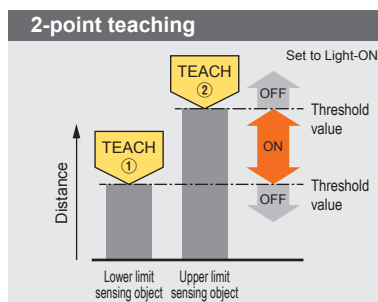 2-point teaching
Set to Light-ON
TEACH
②
OFF
Threshold
value
TEACH
①
ON
Threshold
value
OFF
Distance
Lower limit
sensing object
Upper limit
sensing object